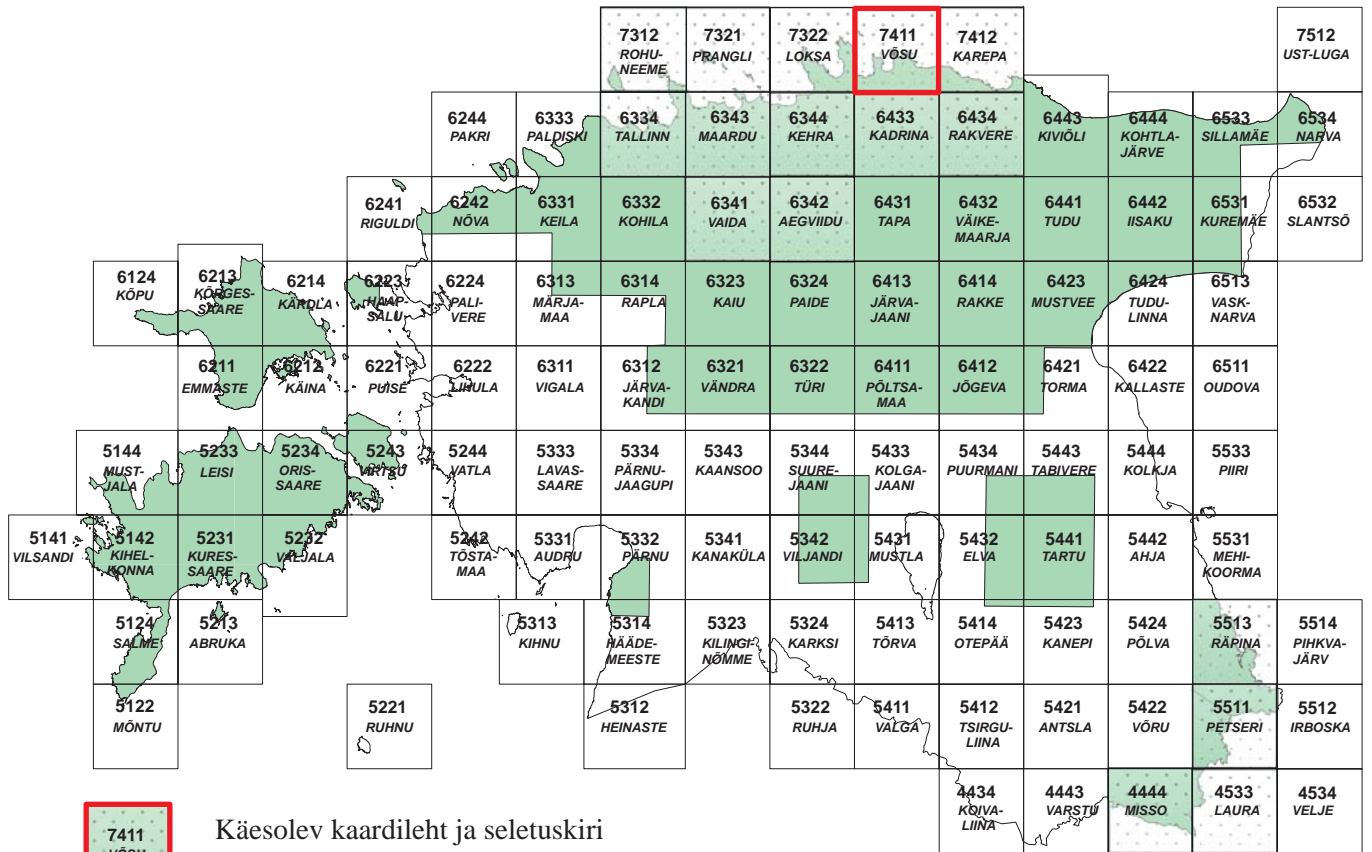 7312
ROHU-
NEEME
7321
PRANGLI
7322
LOKSA
7411
VÕSU
7412
KAREPA
7512
UST-LUGA
6244
PAKRI
6333
PALDISKI
6334
TALLINN
6343
MAARDU
6344
KEHRA
6433
KADRINA
6434
RAKVERE
6443
KIVIÕLI
6444
KOHTLA-
JÄRVE
6533
SILLAMÄE
6534
NARVA
6241
RIGULDI
6242
NÕVA
6331
KEILA
6332
KOHILA
6341
VAIDA
6342
AEGVIIDU
6431
TAPA
6432
VÄIKE-
MAARJA
6441
TUDU
6442
IISAKU
6531
KUREMÄE
6532
SLANTSÕ
6124
KÕPU
6213
KÕRGES-
SAARE
6214
KÄRDLA
6223
HAAP-
SALU
6224
PALI-
VERE
6313
MÄRJA-
MAA
6314
RAPLA
6323
KAIU
6324
PAIDE
6413
JÄRVA-
JAANI
6414
RAKKE
6423
MUSTVEE
6424
TUDU-
LINNA
6513
VASK-
NARVA
6211
EMMASTE
6212
KÄINA
6221
PUISE
6222
LIHULA
6311
VIGALA
6312
JÄRVA-
KANDI
6321
VÄNDRA
6322
TÜRI
6411
PÕLTSA-
MAA
6412
JÕGEVA
6421
TORMA
6422
KALLASTE
6511
OUDOVA
5144
MUST-
JALA
5233
LEISI
5234
ORIS-
SAARE
5243
VIRTSU
5244
VATLA
5333
LAVAS-
SAARE
5334
PÄRNU-
JAAGUPI
5343
KAANSOO
5344
SUURE-
JAANI
5433
KOLGA-
JAANI
5434
PUURMANI
5443
TABIVERE
5444
KOLKJA
5533
PIIRI
5141
VILSANDI
5142
KIHEL-
KONNA
5231
KURES-
SAARE
5232
VALJALA
5242
TÕSTA-
MAA
5331
AUDRU
5332
PÄRNU
5341
KANAKÜLA
5342
VILJANDI
5431
MUSTLA
5432
ELVA
5441
TARTU
5442
AHJA
5531
MEHI-
KOORMA
5124
SALME
5213
ABRUKA
5313
KIHNU
5314
HÄÄDE-
MEESTE
5323
KILINGI-
NÕMME
5324
KARKSI
5413
TÕRVA
5414
OTEPÄÄ
5423
KANEPI
5424
PÕLVA
5513
RÄPINA
5514
PIHKVA-
JÄRV
5122
MÕNTU
5221
RUHNU
5312
HEINASTE
5322
RUHJA
5411
VALGA
5412
TSIRGU-
LIINA
5421
ANTSLA
5422
VÕRU
5511
PETSERI
5512
IRBOSKA
4434
KOIVA-
LIINA
4443
VARSTU
4444
MISSO
4533
LAURA
4534
VELJE
7411
VÕSU
Käesolev kaardileht ja seletuskiri